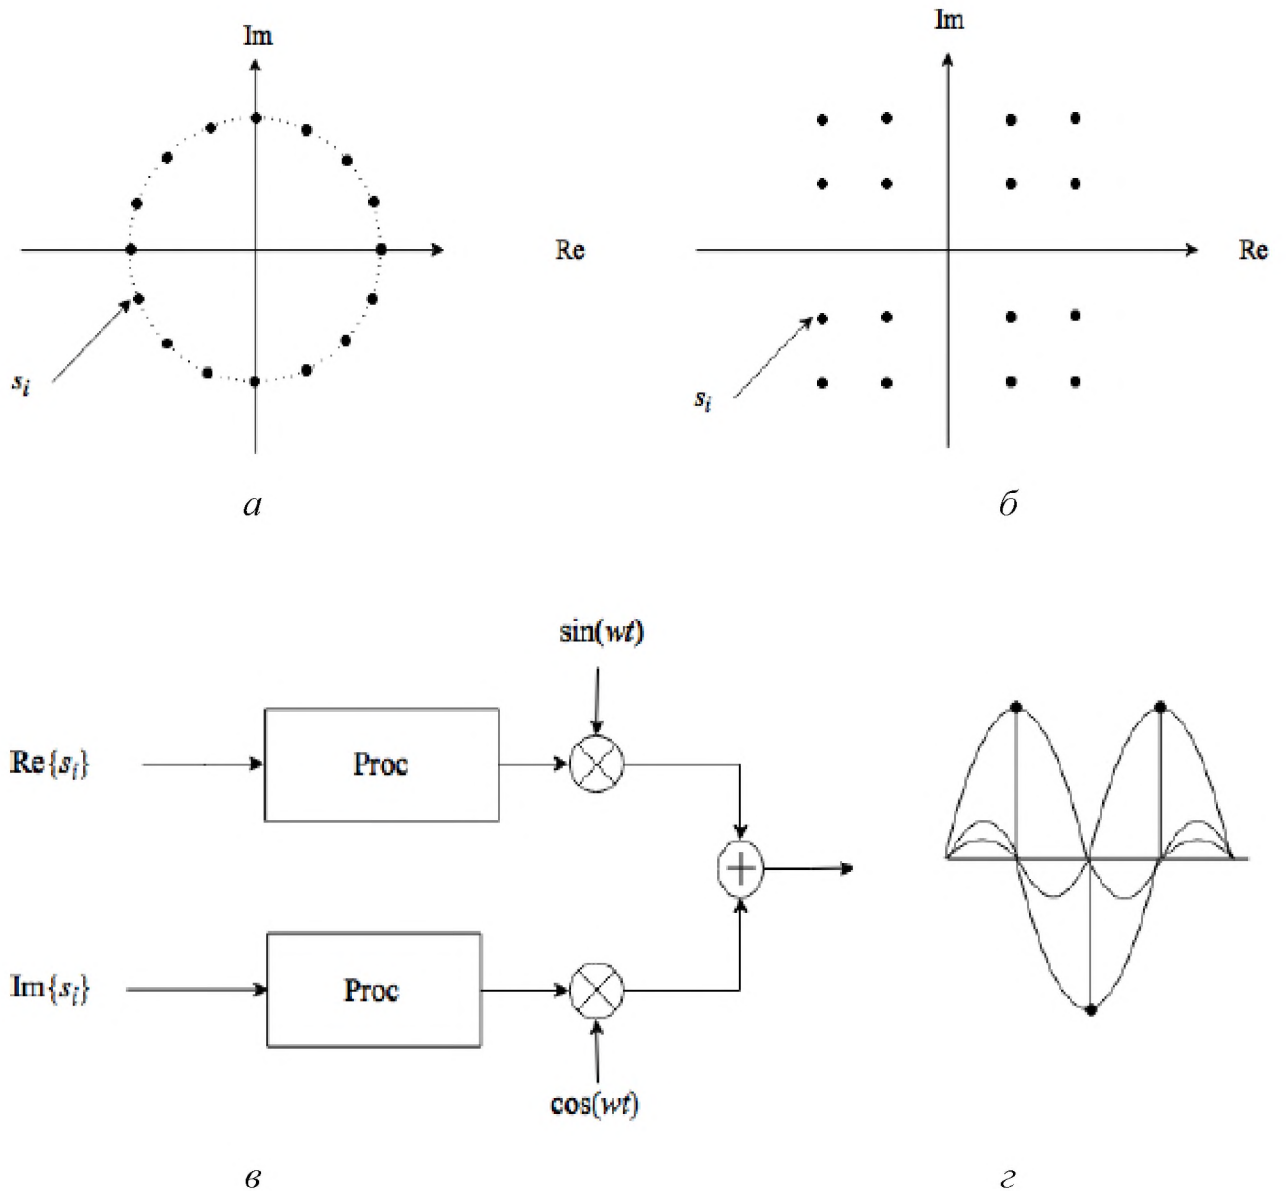 Im
Re
s_i
а
Im
Re
s_i
б
sin(wt)
Re{s_i}
Proc
Im{s_i}
Proc
cos(wt)
в
г